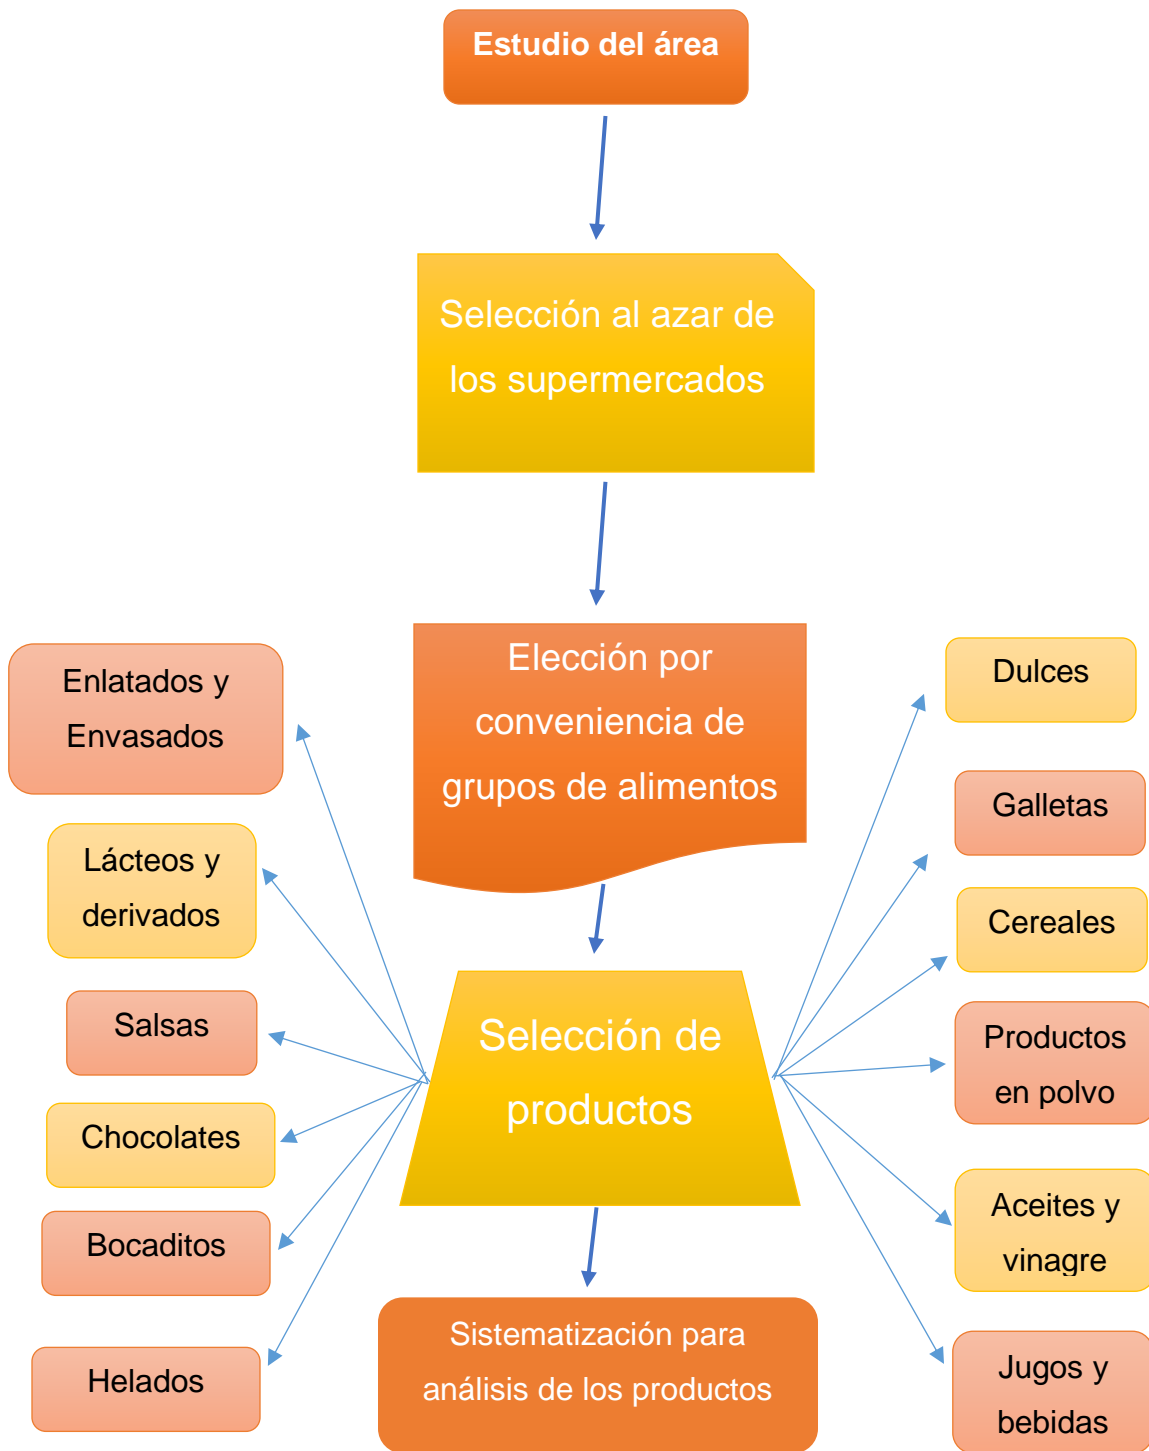 Estudio del área
Selección al azar de
los supermercados
Elección por
conveniencia de
grupos de alimentos
Enlatados y
Envasados
Lácteos y
derivados
Salsas
Chocolates
Bocaditos
Helados
Selección de
productos
Dulces
Galletas
Cereales
Productos
en polvo
Aceites y
vinagre
Jugos y
bebidas
Sistematización para
análisis de los productos